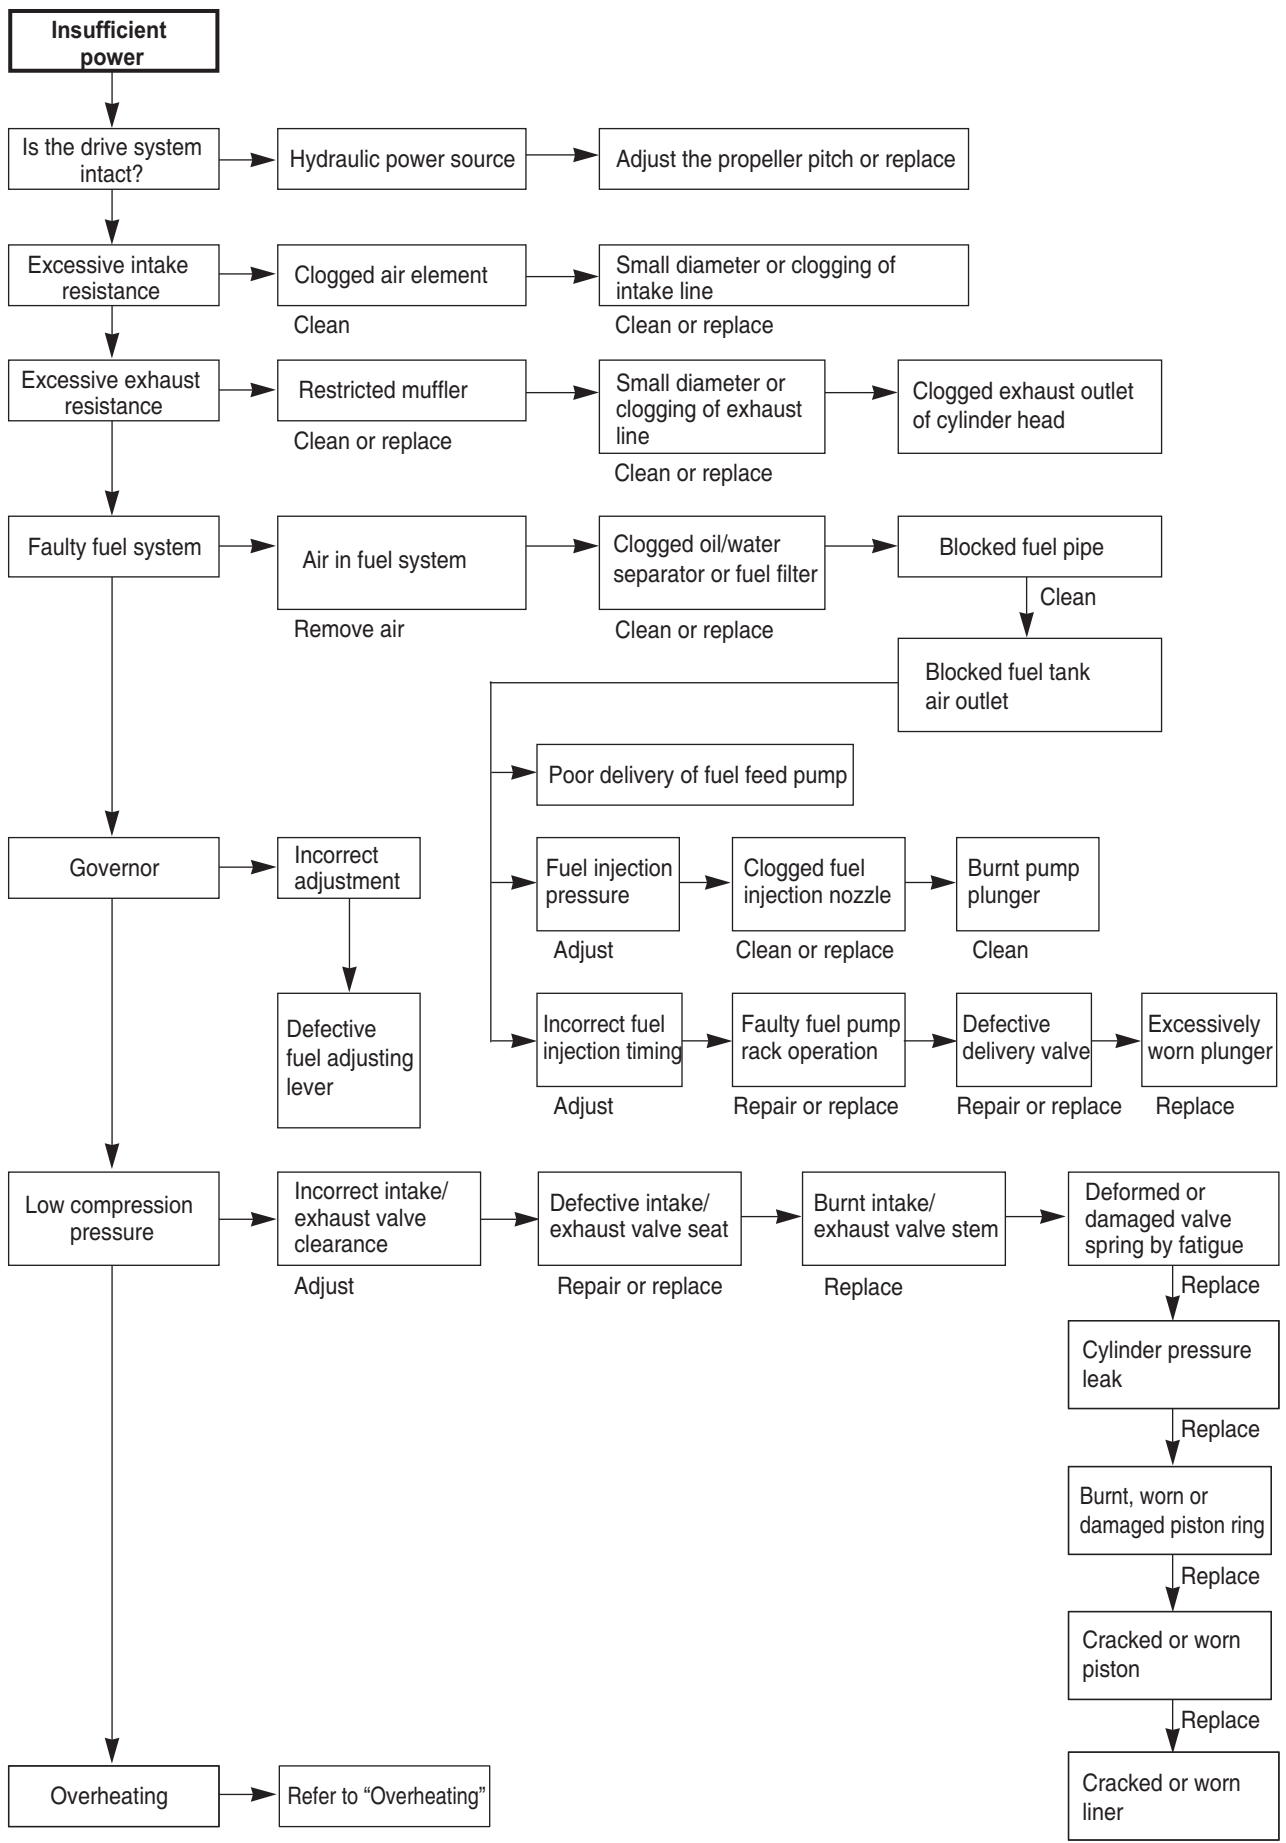 Insufficient
power
Is the drive system
intact?
Hydraulic power source
Adjust the propeller pitch or replace
Excessive intake
resistance
Clogged air element
Small diameter or clogging of
intake line
Clean
Clean or replace
Excessive exhaust
resistance
Restricted muffler
Small diameter or
clogging of exhaust
line
Clogged exhaust outlet
of cylinder head
Clean or replace
Clean or replace
Faulty fuel system
Air in fuel system
Clogged oil/water
separator or fuel filter
Blocked fuel pipe
Remove air
Clean or replace
Clean
Blocked fuel tank
air outlet
Poor delivery of fuel feed pump
Governor
Incorrect
adjustment
Fuel injection
pressure
Clogged fuel
injection nozzle
Burnt pump
plunger
Adjust
Clean or replace
Clean
Defective
fuel adjusting
lever
Incorrect fuel
injection timing
Faulty fuel pump
rack operation
Defective
delivery valve
Excessively
worn plunger
Adjust
Repair or replace
Repair or replace
Replace
Low compression
pressure
Incorrect intake/
exhaust valve
clearance
Defective intake/
exhaust valve seat
Burnt intake/
exhaust valve stem
Deformed or
damaged valve
spring by fatigue
Adjust
Repair or replace
Replace
Replace
Cylinder pressure
leak
Replace
Burnt, worn or
damaged piston ring
Replace
Cracked or worn
piston
Replace
Cracked or worn
liner
Overheating
Refer to “Overheating”